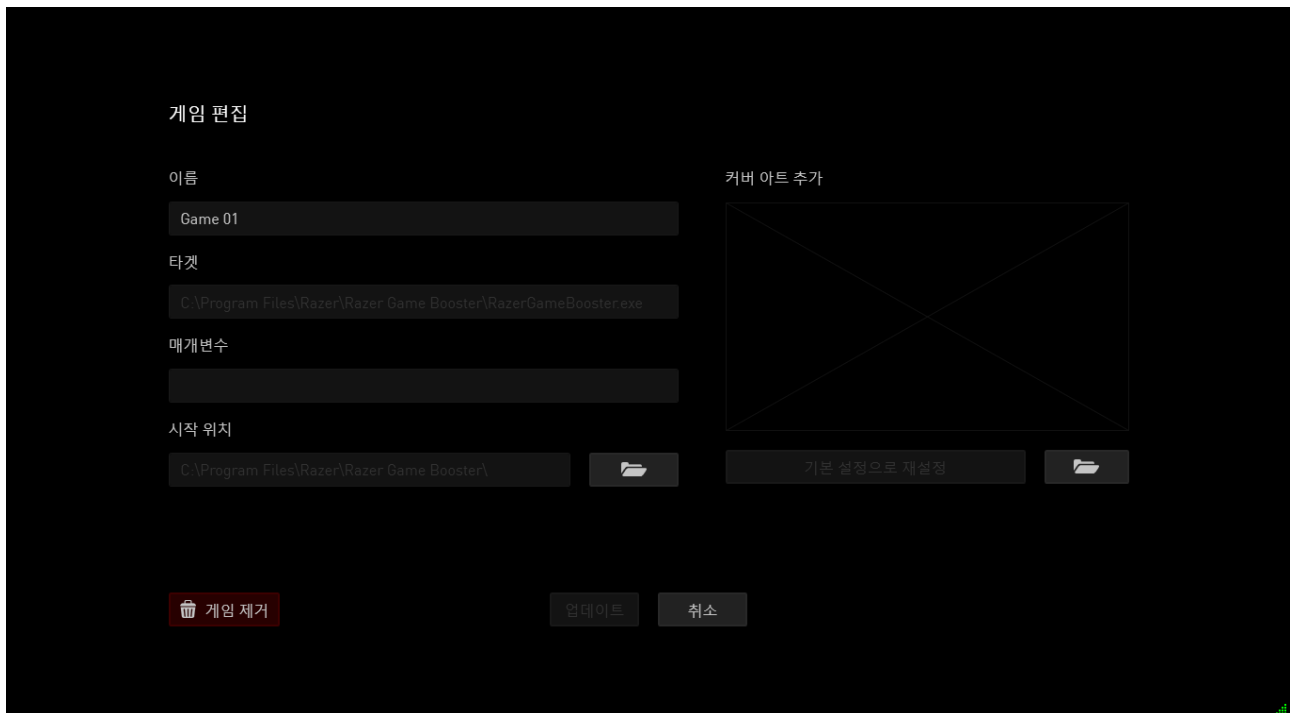 게임 편집
이름
Game 01
타겟
C:\Program Files\Razer\Razer Game Booster\RazerGameBooster.exe
매개변수
시작 위치
C:\Program Files\Razer\Razer Game Booster\
커버 아트 추가
기본 설정으로 재설정
게임 제거
업데이트
취소